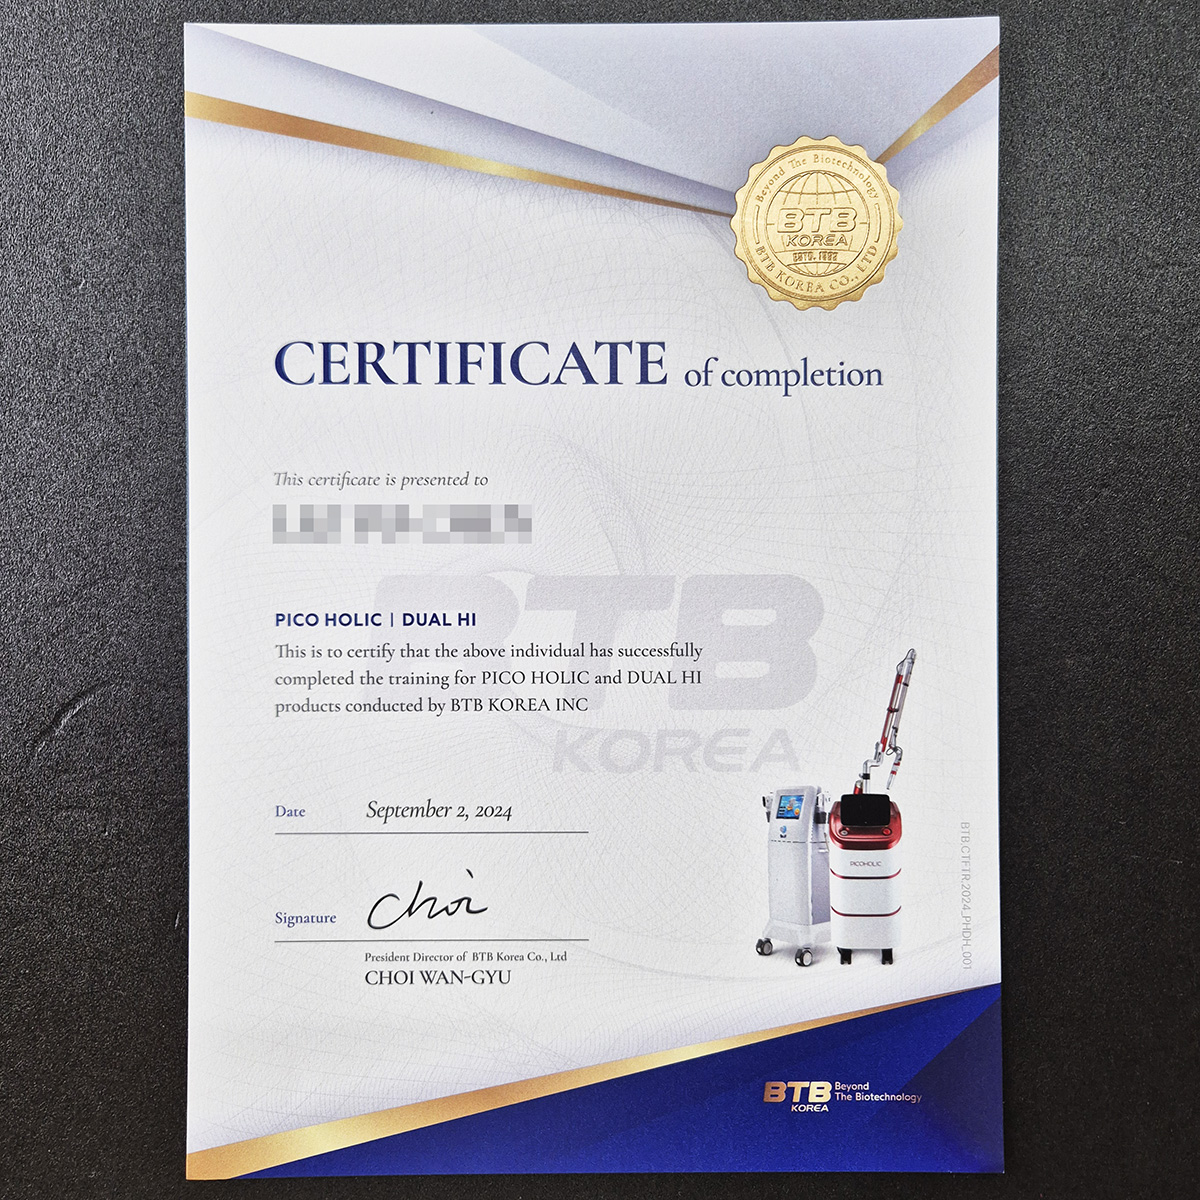 Beyond The Biotechnology
BTB
KOREA
ESTD. 1992
BTB KOREA CO., LTD
CERTIFICATE of completion
This certificate is presented to
BTB
KOREA
PICO HOLIC | DUAL HI
This is to certify that the above individual has successfully
completed the training for PICO HOLIC and DUAL HI
products conducted by BTB KOREA INC
Date September 2, 2024
Signature Choi
President Director of BTB Korea Co., Ltd
CHOI WAN-GYU
PICOHOLIC
BTB.CTFTR.2024_PHDH_001
BTB
KOREA
Beyond
The Biotechnology